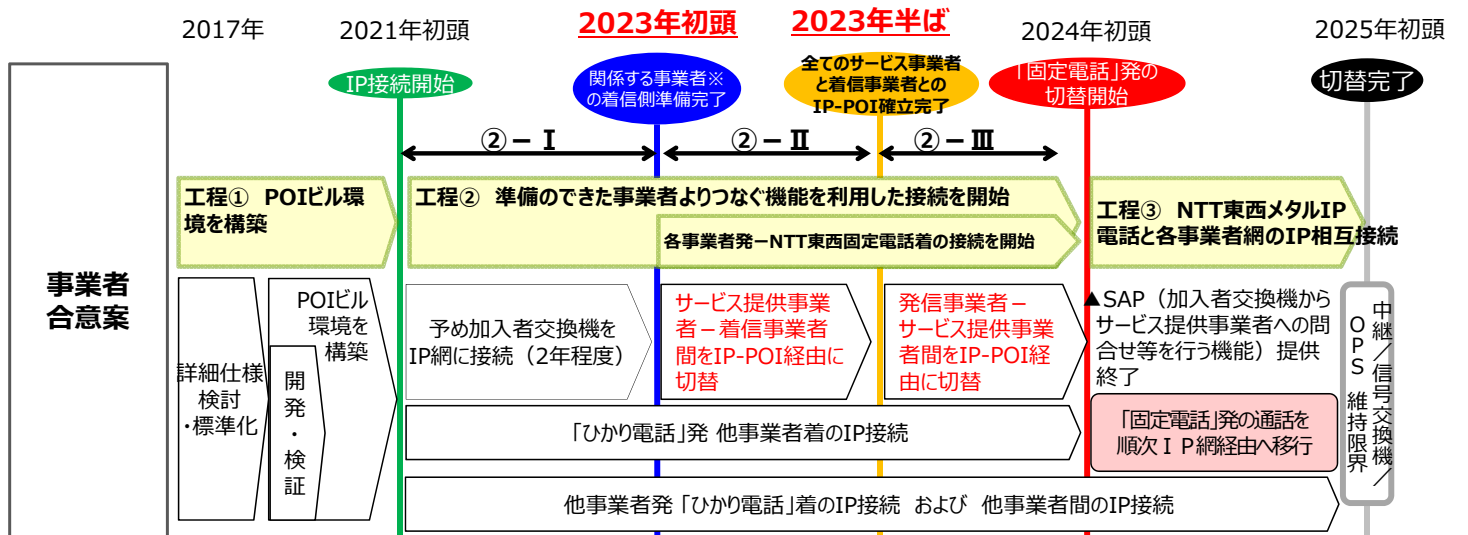 2017年
2021年初頭
2023年初頭
2023年半ば
2024年初頭
2025年初頭
IP接続開始
関係する事業者※
の着信側準備完了
全てのサービス事業者
と着信事業者との
IP-POI確立完了
「固定電話」発の
切替開始
切替完了
②－Ⅰ
②－Ⅱ
②－Ⅲ
事業者
合意案
工程① POIビル環
境を構築
工程② 準備のできた事業者よりつなぐ機能を利用した接続を開始
各事業者発－NTT東西固定電話着の接続を開始
工程③ NTT東西メタルIP
電話と各事業者網のIP相互接続
詳細仕様
検討
・標準化
POIビル
環境を
構築
開発・検証
予め加入者交換機を
IP網に接続（2年程度）
サービス提供事業
者－着信事業者
間をIP-POI経由に
切替
発信事業者－
サービス提供事業
者間をIP-POI経
由に切替
▲SAP（加入者交換機から
サービス提供事業者への問
合せ等を行う機能）提供
終了
「ひかり電話」発 他事業者着のIP接続
「固定電話」発の通話を
順次ＩＰ網経由へ移行
他事業者発「ひかり電話」着のIP接続 および 他事業者間のIP接続
中継／信号交換機／
OPS 維持限界